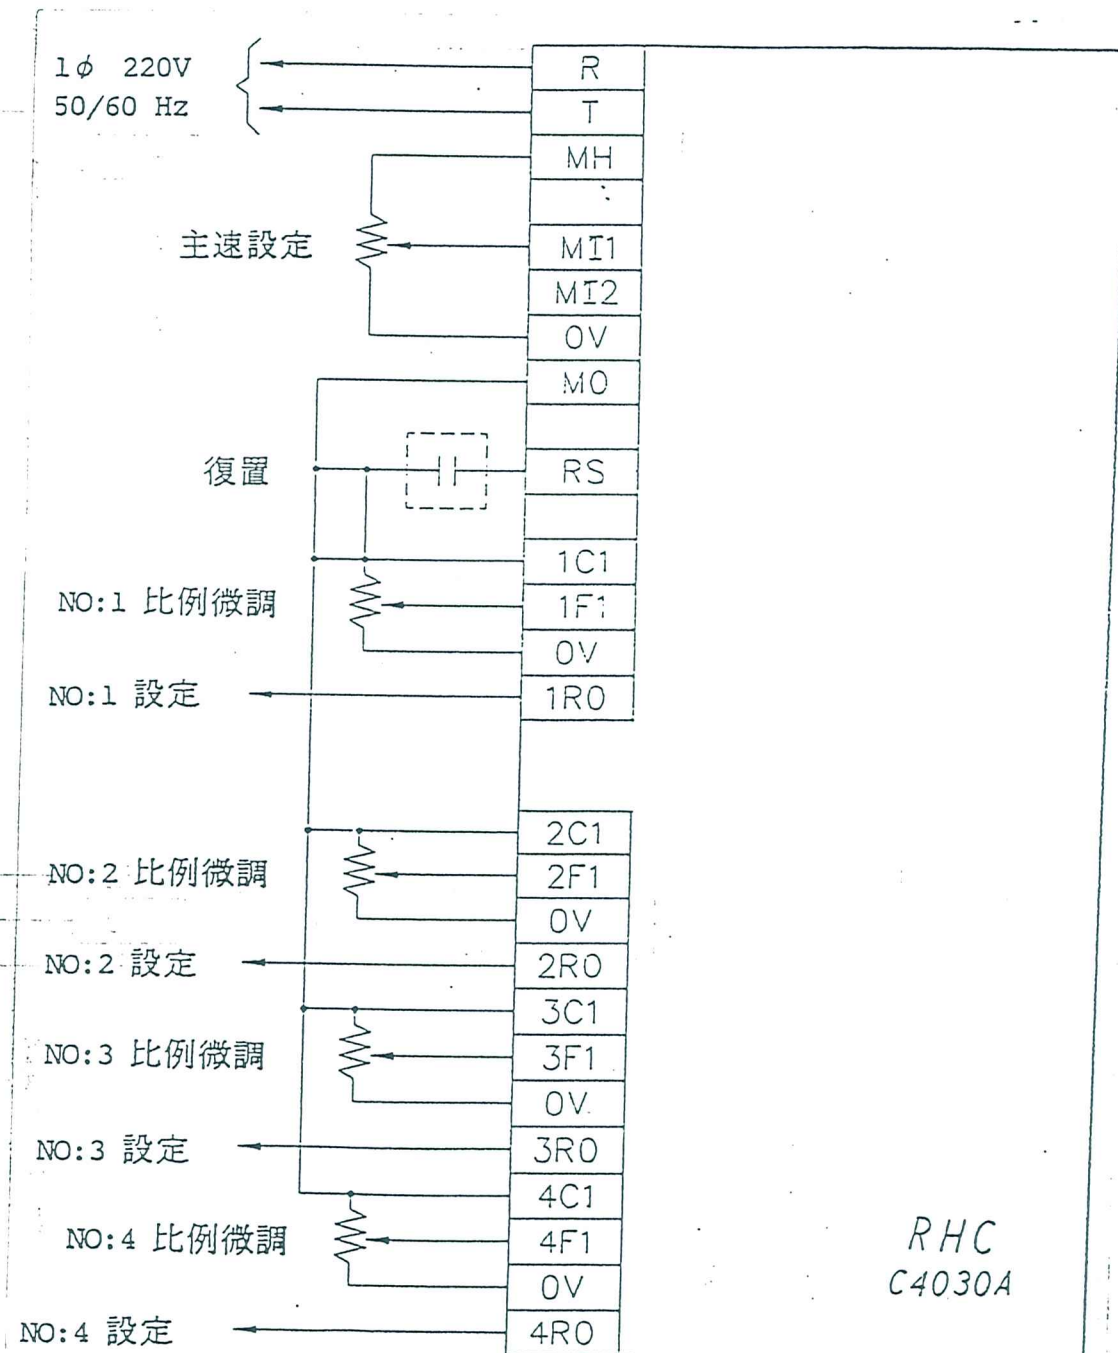 1φ 220V
50/60 Hz
R
T
MH
主速設定
MI1
MI2
0V
MO
復置
RS
1C1
NO:1 比例微調
1F1
0V
NO:1 設定
1RO
2C1
NO:2 比例微調
2F1
0V
NO:2 設定
2RO
3C1
NO:3 比例微調
3F1
0V
NO:3 設定
3RO
4C1
NO:4 比例微調
4F1
0V
NO:4 設定
4RO
RHC
C4030A